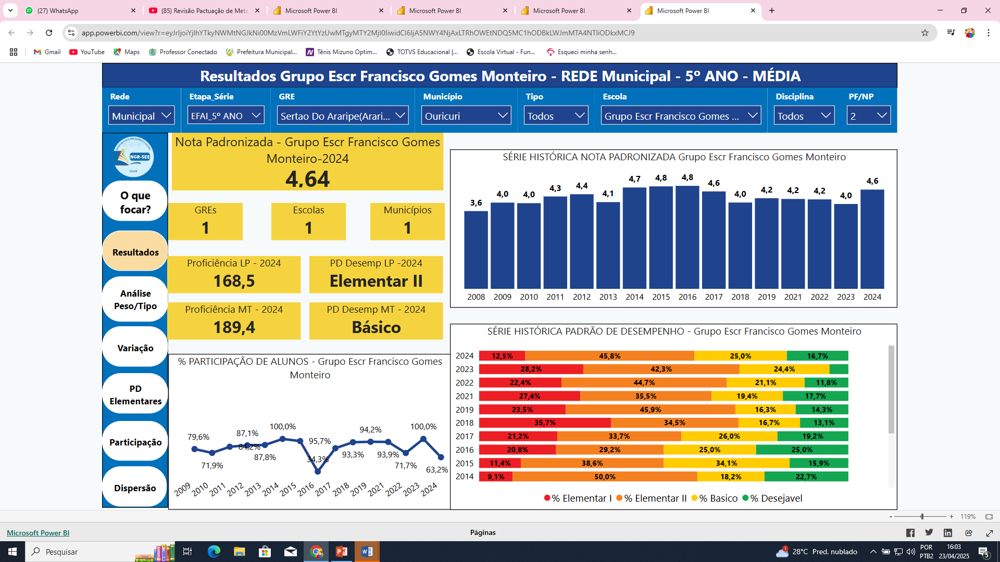 (27) WhatsApp
(85) Revisão Pactuação de Meta
Microsoft Power BI
Microsoft Power BI
Microsoft Power BI
Microsoft Power BI
app.powerbi.com/view?r=eyJrIjoiYjlhYTkyNWMtNGJkNi00MzVmLWFiY2YtYzUwMTgyMTY2MjI0IiwidCI6IjA5NWY4NjAxLTRhOWEtNDQ5MC1hODBkLWJmMTA4NTIiODkxMCJ9
Gmail
YouTube
Maps
Professor Conectado
Prefeitura Municipal...
Tênis Mizuno Optim...
TOTVS Educacional |...
Escola Virtual - Fun...
Esqueci minha senh...
Resultados Grupo Escr Francisco Gomes Monteiro - REDE Municipal - 5º ANO - MÉDIA
Rede
Etapa_Série
GRE
Município
Tipo
Escola
Disciplina
PF/NP
Municipal
EFAI_5º ANO
Sertao Do Araripe(Arari...
Ouricuri
Todos
Grupo Escr Francisco Gomes ...
Todos
2
NGR-SEE
O que
focar?
Resultados
Análise
Peso/Tipo
Variação
PD
Elementares
Participação
Dispersão
Nota Padronizada - Grupo Escr Francisco Gomes
Monteiro-2024
4,64
GREs
1
Escolas
1
Municípios
1
Proficiência LP - 2024
168,5
PD Desemp LP -2024
Elementar II
Proficiência MT - 2024
189,4
PD Desemp MT - 2024
Básico
% PARTICIPAÇÃO DE ALUNOS - Grupo Escr Francisco Gomes
Monteiro
79,6%
71,9%
87,1%
84,2%
87,8%
100,0%
95,7%
34,3%
93,3%
94,2%
93,9%
71,7%
100,0%
63,2%
2009
2010
2011
2012
2013
2014
2015
2016
2017
2018
2019
2021
2022
2023
2024
SÉRIE HISTÓRICA NOTA PADRONIZADA Grupo Escr Francisco Gomes Monteiro
3,6
4,0
4,0
4,3
4,4
4,1
4,7
4,8
4,8
4,6
4,0
4,2
4,2
4,2
4,0
4,6
2008
2009
2010
2011
2012
2013
2014
2015
2016
2017
2018
2019
2021
2022
2023
2024
SÉRIE HISTÓRICA PADRÃO DE DESEMPENHO - Grupo Escr Francisco Gomes Monteiro
2024 12,5% 45,8% 25,0% 16,7%
2023 28,2% 42,3% 24,4%
2022 22,4% 44,7% 21,1% 11,8%
2021 27,4% 35,5% 19,4% 17,7%
2019 23,5% 45,9% 16,3% 14,3%
2018 35,7% 34,5% 16,7% 13,1%
2017 21,2% 33,7% 26,0% 19,2%
2016 20,8% 29,2% 25,0% 25,0%
2015 11,4% 38,6% 34,1% 15,9%
2014 9,1% 50,0% 18,2% 22,7%
% Elementar I % Elementar II % Basico % Desejavel
- + 119%
Microsoft Power BI
Páginas
Pesquisar
28°C Pred. nublado
POR
PTB2
16:03
23/04/2025
5